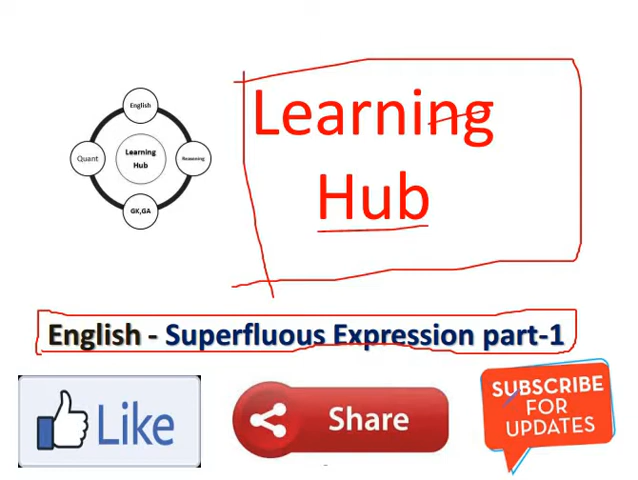 English
Quant
Learning
Hub
Reasoning
GK,GA
Learning
Hub
English - Superfluous Expression part-1
Like
Share
SUBSCRIBE
FOR
UPDATES